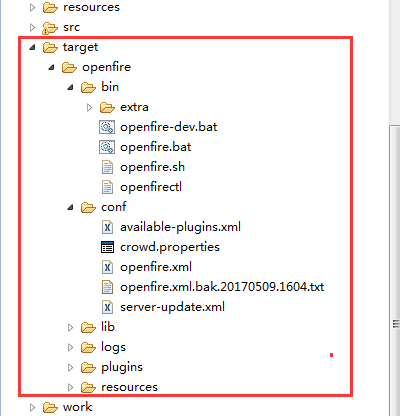 resources
src
target
openfire
bin
extra
openfire-dev.bat
openfire.bat
openfire.sh
openfirectl
conf
available-plugins.xml
crowd.properties
openfire.xml
openfire.xml.bak.20170509.1604.txt
server-update.xml
lib
logs
plugins
resources
work